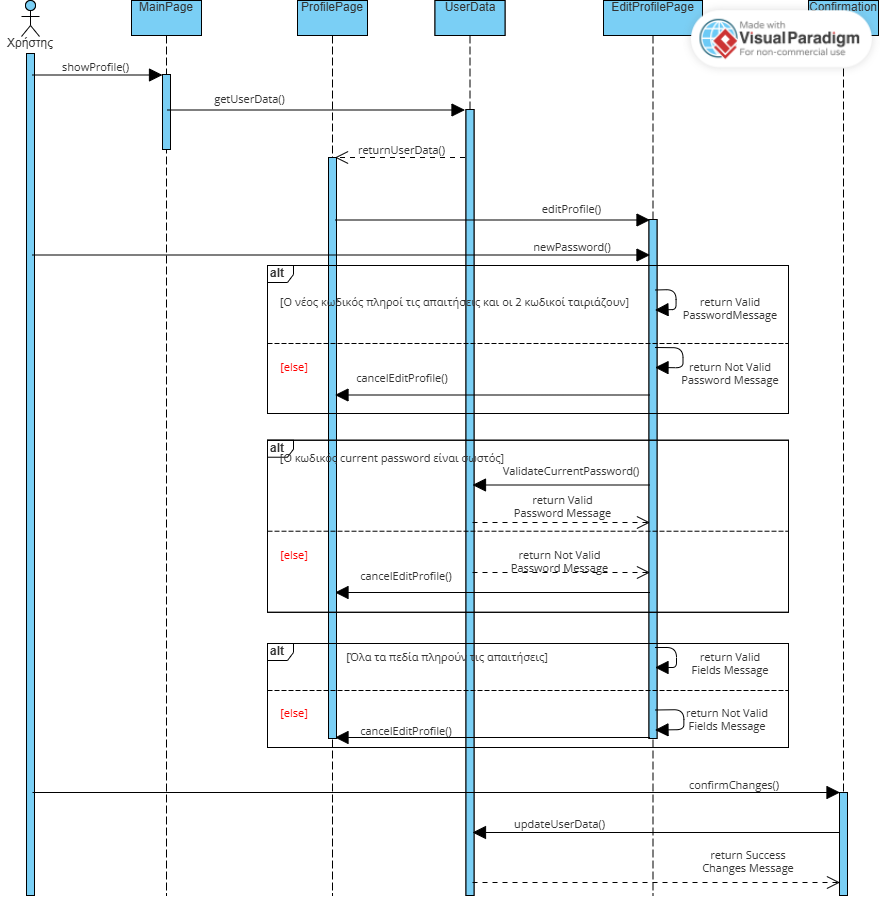 MainPage
ProfilePage
UserData
EditProfilePage
Confirmation
Made with
Visual Paradigm
For non-commercial use
Χρήστης
showProfile()
getUserData()
returnUserData()
editProfile()
newPassword()
alt
[Ο νέος κωδικός πληροί τις απαιτήσεις και οι 2 κωδικοί ταιριάζουν]
return Valid
PasswordMessage
[else]
return Not Valid
Password Message
cancelEditProfile()
alt
[Ο κωδικός current password είναι σωστός]
ValidateCurrentPassword()
return Valid
Password Message
[else]
return Not Valid
Password Message
cancelEditProfile()
alt
[Όλα τα πεδία πληρούν τις απαιτήσεις]
return Valid
Fields Message
[else]
return Not Valid
Fields Message
cancelEditProfile()
confirmChanges()
updateUserData()
return Success
Changes Message